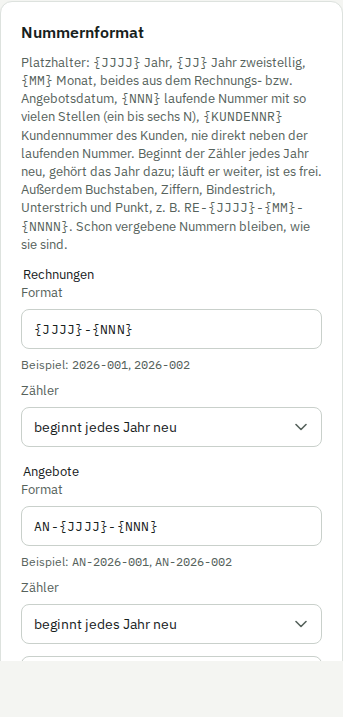 Nummernformat
Platzhalter: {JJJJ} Jahr, {JJ} Jahr zweistellig,
{MM} Monat, beides aus dem Rechnungs- bzw.
Angebotsdatum, {NNN} laufende Nummer mit so
vielen Stellen (ein bis sechs N), {KUNDENNR}
Kundennummer des Kunden, nie direkt neben der
laufenden Nummer. Beginnt der Zähler jedes Jahr
neu, gehört das Jahr dazu; läuft er weiter, ist es frei.
Außerdem Buchstaben, Ziffern, Bindestrich,
Unterstrich und Punkt, z. B. RE-{JJJJ}-{MM}-
{NNNN}. Schon vergebene Nummern bleiben, wie
sie sind.
Rechnungen
Format
{JJJJ}-{NNN}
Beispiel: 2026-001, 2026-002
Zähler
beginnt jedes Jahr neu
Angebote
Format
AN-{JJJJ}-{NNN}
Beispiel: AN-2026-001, AN-2026-002
Zähler
beginnt jedes Jahr neu